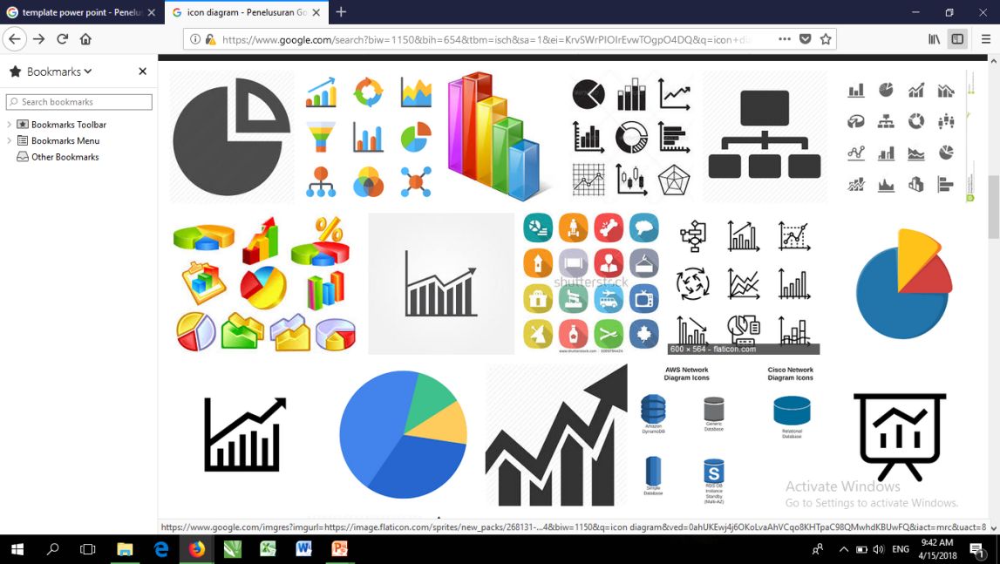 template power point - Penelu
icon diagram - Penelusuran Go
https://www.google.com/search?biw=1150&bih=654&tbm=isch&sa=1&ei=KrvSWrPIOIrEvwTOgpO4DQ&q=icon+di
Bookmarks
Search bookmarks
Bookmarks Toolbar
Bookmarks Menu
Other Bookmarks
shutterstock
600 × 564 - flaticon.com
AWS Network
Diagram Icons
Cisco Network
Diagram Icons
Amazon
DynamoDB
Generic
Database
Relational
Database
Simple
Database
S
RDS DB
Instance
Standby
(Multi-AZ)
Activate Windows
Go to Settings to activate Windows.
https://www.google.com/imgres?imgurl=https://image.flaticon.com/sprites/new_packs/268131-...4&biw=1150&q=icon diagram&ved=0ahUKEwj4j6OKoLvaAhVCqo8KHTpaC98QMwhdKBUwFQ&iact=mrc&uact=8
ENG
9:42 AM
4/15/2018
1